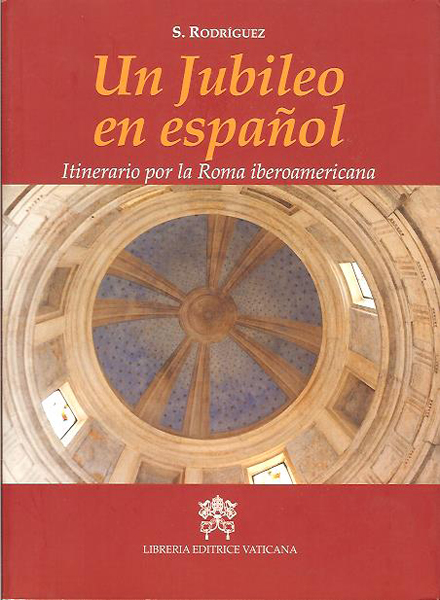 S. RODRÍGUEZ
Un Jubileo
en español
Itinerario por la Roma iberoamericana
LIBRERIA EDITRICE VATICANA